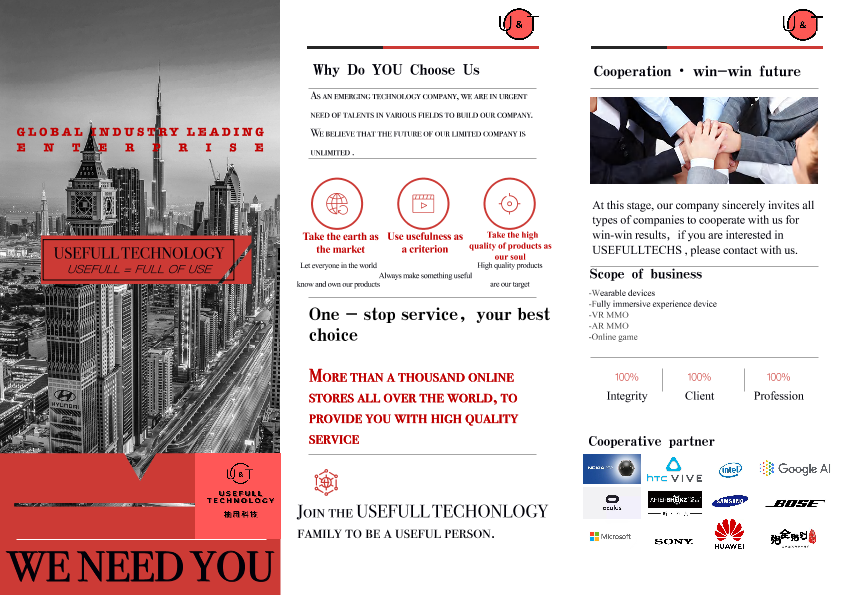 GLOBAL INDUSTRY LEADING
ENTERPRISE
USEFULL TECHNOLOGY
USEFULL = FULL OF USE
HYUNDAI
U & T
USEFULL
TECHNOLOGY
柚用科技
WE NEED YOU
U & T
Why Do YOU Choose Us
As an emerging technology company, we are in urgent
need of talents in various fields to build our company.
We believe that the future of our limited company is
unlimited .
Take the earth as
the market
Let everyone in the world
know and own our products
Use usefulness as
a criterion
Always make something useful
Take the high
quality of products as
our soul
High quality products
are our target
One — stop service, your best
choice
More than a thousand online
stores all over the world, to
provide you with high quality
service
Join the USEFULL TECHONLOGY
family to be a useful person.
U & T
Cooperation · win—win future
At this stage, our company sincerely invites all
types of companies to cooperate with us for
win-win results, if you are interested in
USEFULLTECHS , please contact with us.
Scope of business
-Wearable devices
-Fully immersive experience device
-VR MMO
-AR MMO
-Online game
100%
Integrity
100%
Client
100%
Profession
Cooperative partner
hTC VIVE
intel
Google AI
oculus
SAMSUNG
BOSE
Microsoft
SONY
HUAWEI